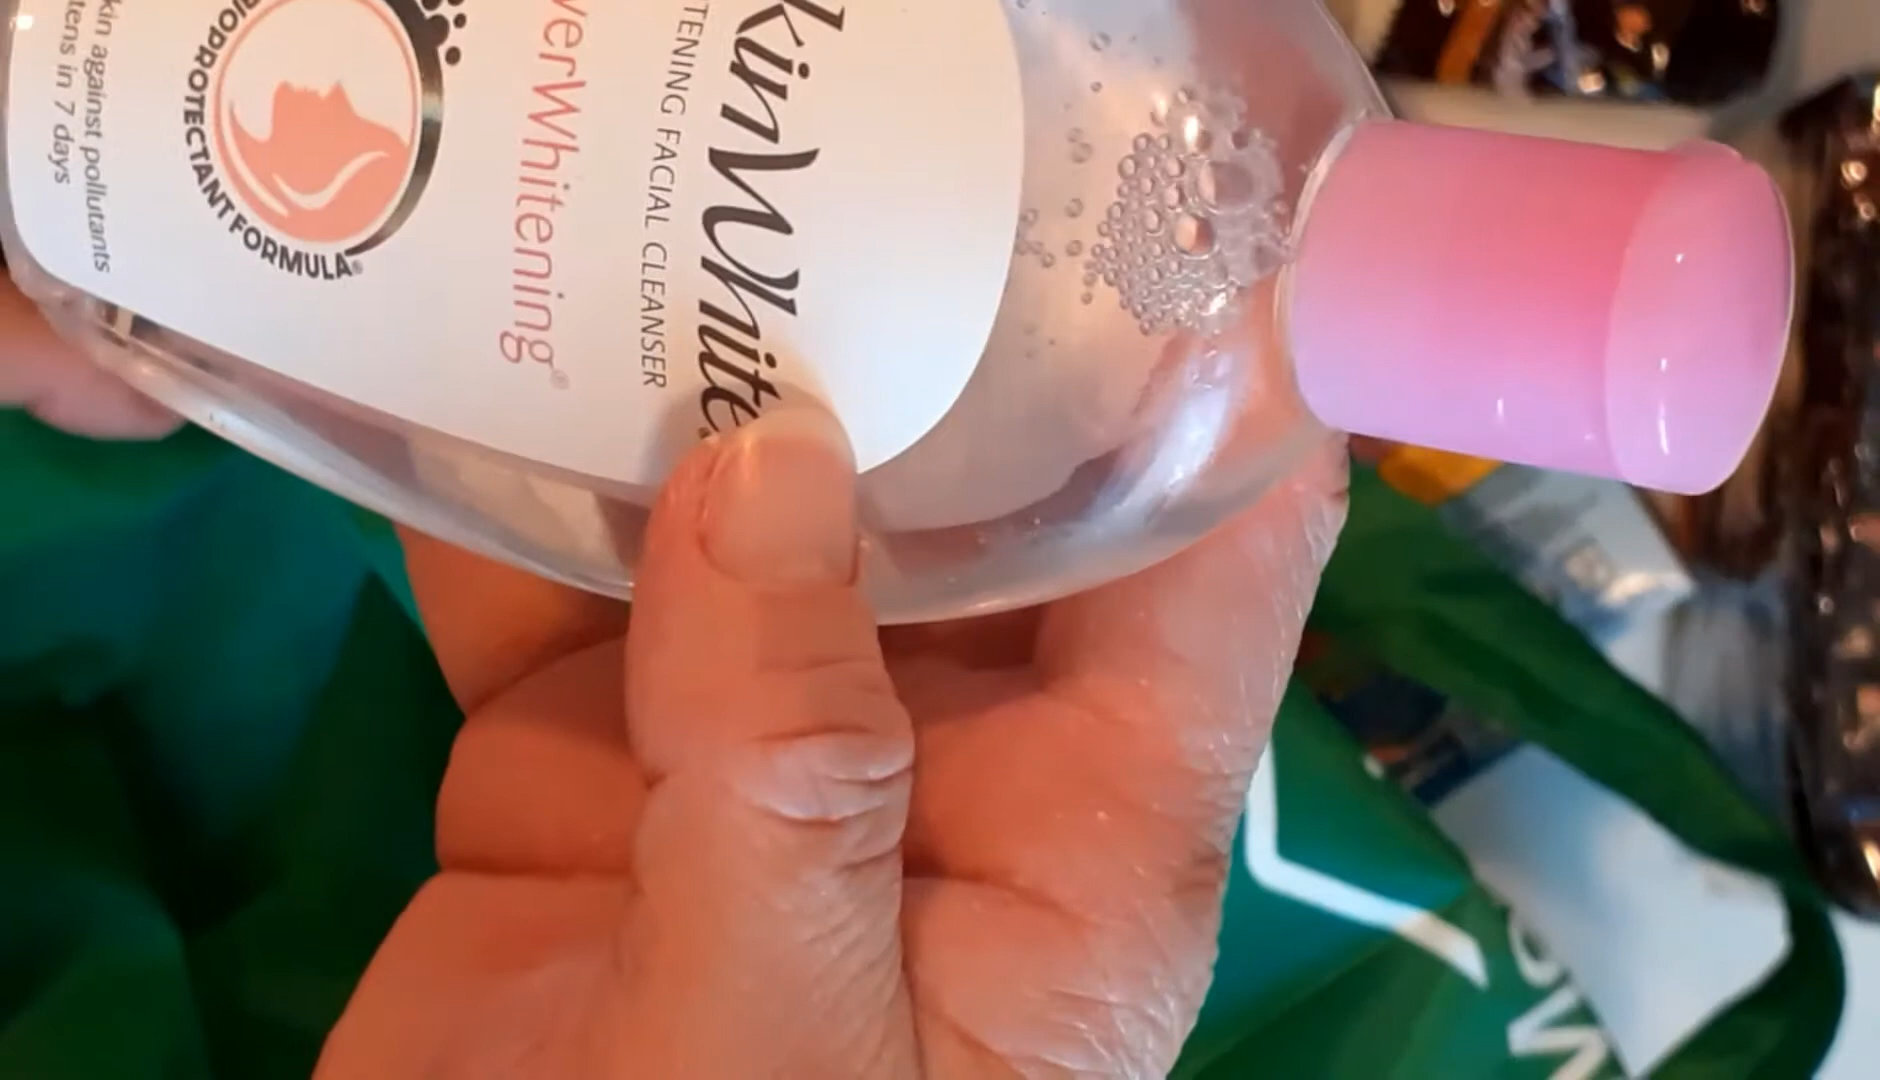 kinWhite
TENING FACIAL CLEANSER
verWhitening®
PROTECTANT FORMULA®
kin against pollutants
tens in 7 days